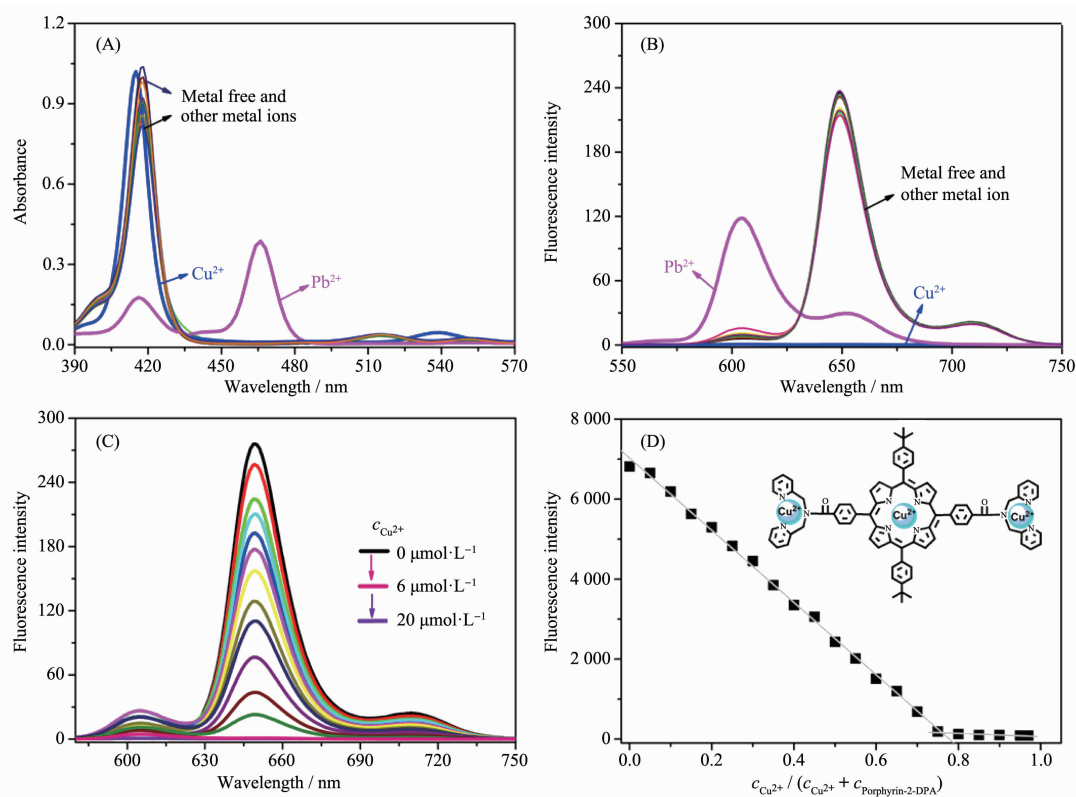 (A)
1.2
0.9
0.6
0.3
0.0
Absorbance
Metal free and
other metal ions
Cu²⁺
Pb²⁺
390 420 450 480 510 540 570
Wavelength / nm
(B)
300
240
180
120
60
0
Fluorescence intensity
Metal free and
other metal ion
Pb²⁺
Cu²⁺
550 600 650 700 750
Wavelength / nm
(C)
300
240
180
120
60
0
Fluorescence intensity
c Cu²⁺
0 μmol·L⁻¹
6 μmol·L⁻¹
20 μmol·L⁻¹
600 630 660 690 720 750
Wavelength / nm
(D)
8 000
6 000
4 000
2 000
0
Fluorescence intensity
N Cu²⁺ N N O
N N Cu²⁺ N N
O N N Cu²⁺ N
0.0 0.2 0.4 0.6 0.8 1.0
c Cu²⁺ / (c Cu²⁺ + c Porphyrin-2-DPA)